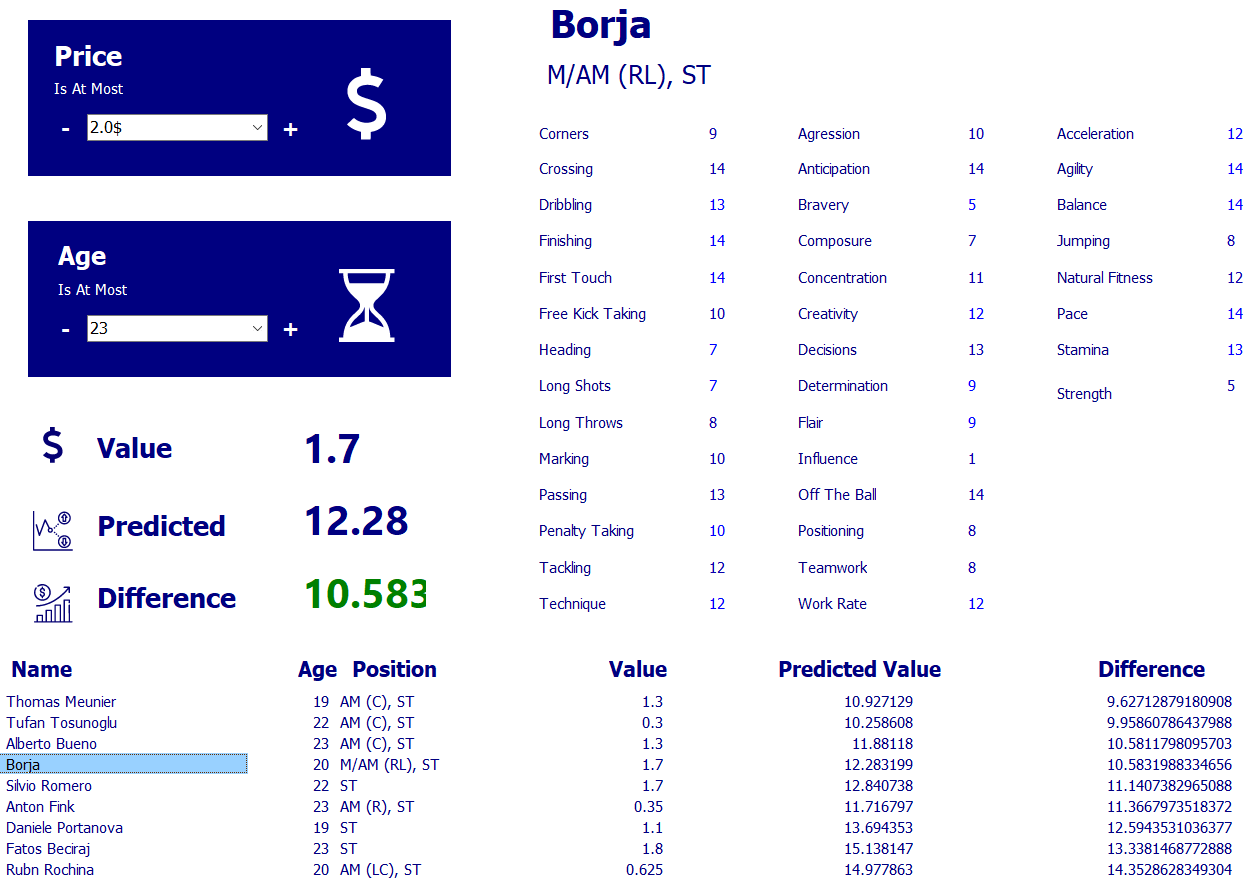 Price
Is At Most
- 2.0$ +
$
Age
Is At Most
- 23 +
$ Value 1.7
Predicted 12.28
$ Difference 10.583
Borja
M/AM (RL), ST
Corners 9 Agression 10 Acceleration 12
Crossing 14 Anticipation 14 Agility 14
Dribbling 13 Bravery 5 Balance 14
Finishing 14 Composure 7 Jumping 8
First Touch 14 Concentration 11 Natural Fitness 12
Free Kick Taking 10 Creativity 12 Pace 14
Heading 7 Decisions 13 Stamina 13
Long Shots 7 Determination 9 Strength 5
Long Throws 8 Flair 9
Marking 10 Influence 1
Passing 13 Off The Ball 14
Penalty Taking 10 Positioning 8
Tackling 12 Teamwork 8
Technique 12 Work Rate 12
Name Age Position Value Predicted Value Difference
Thomas Meunier 19 AM (C), ST 1.3 10.927129 9.62712879180908
Tufan Tosunoglu 22 AM (C), ST 0.3 10.258608 9.95860786437988
Alberto Bueno 23 AM (C), ST 1.3 11.88118 10.5811798095703
Borja 20 M/AM (RL), ST 1.7 12.283199 10.5831988334656
Silvio Romero 22 ST 1.7 12.840738 11.1407382965088
Anton Fink 23 AM (R), ST 0.35 11.716797 11.3667973518372
Daniele Portanova 19 ST 1.1 13.694353 12.5943531036377
Fatos Beciraj 23 ST 1.8 15.138147 13.3381468772888
Rubn Rochina 20 AM (LC), ST 0.625 14.977863 14.3528628349304